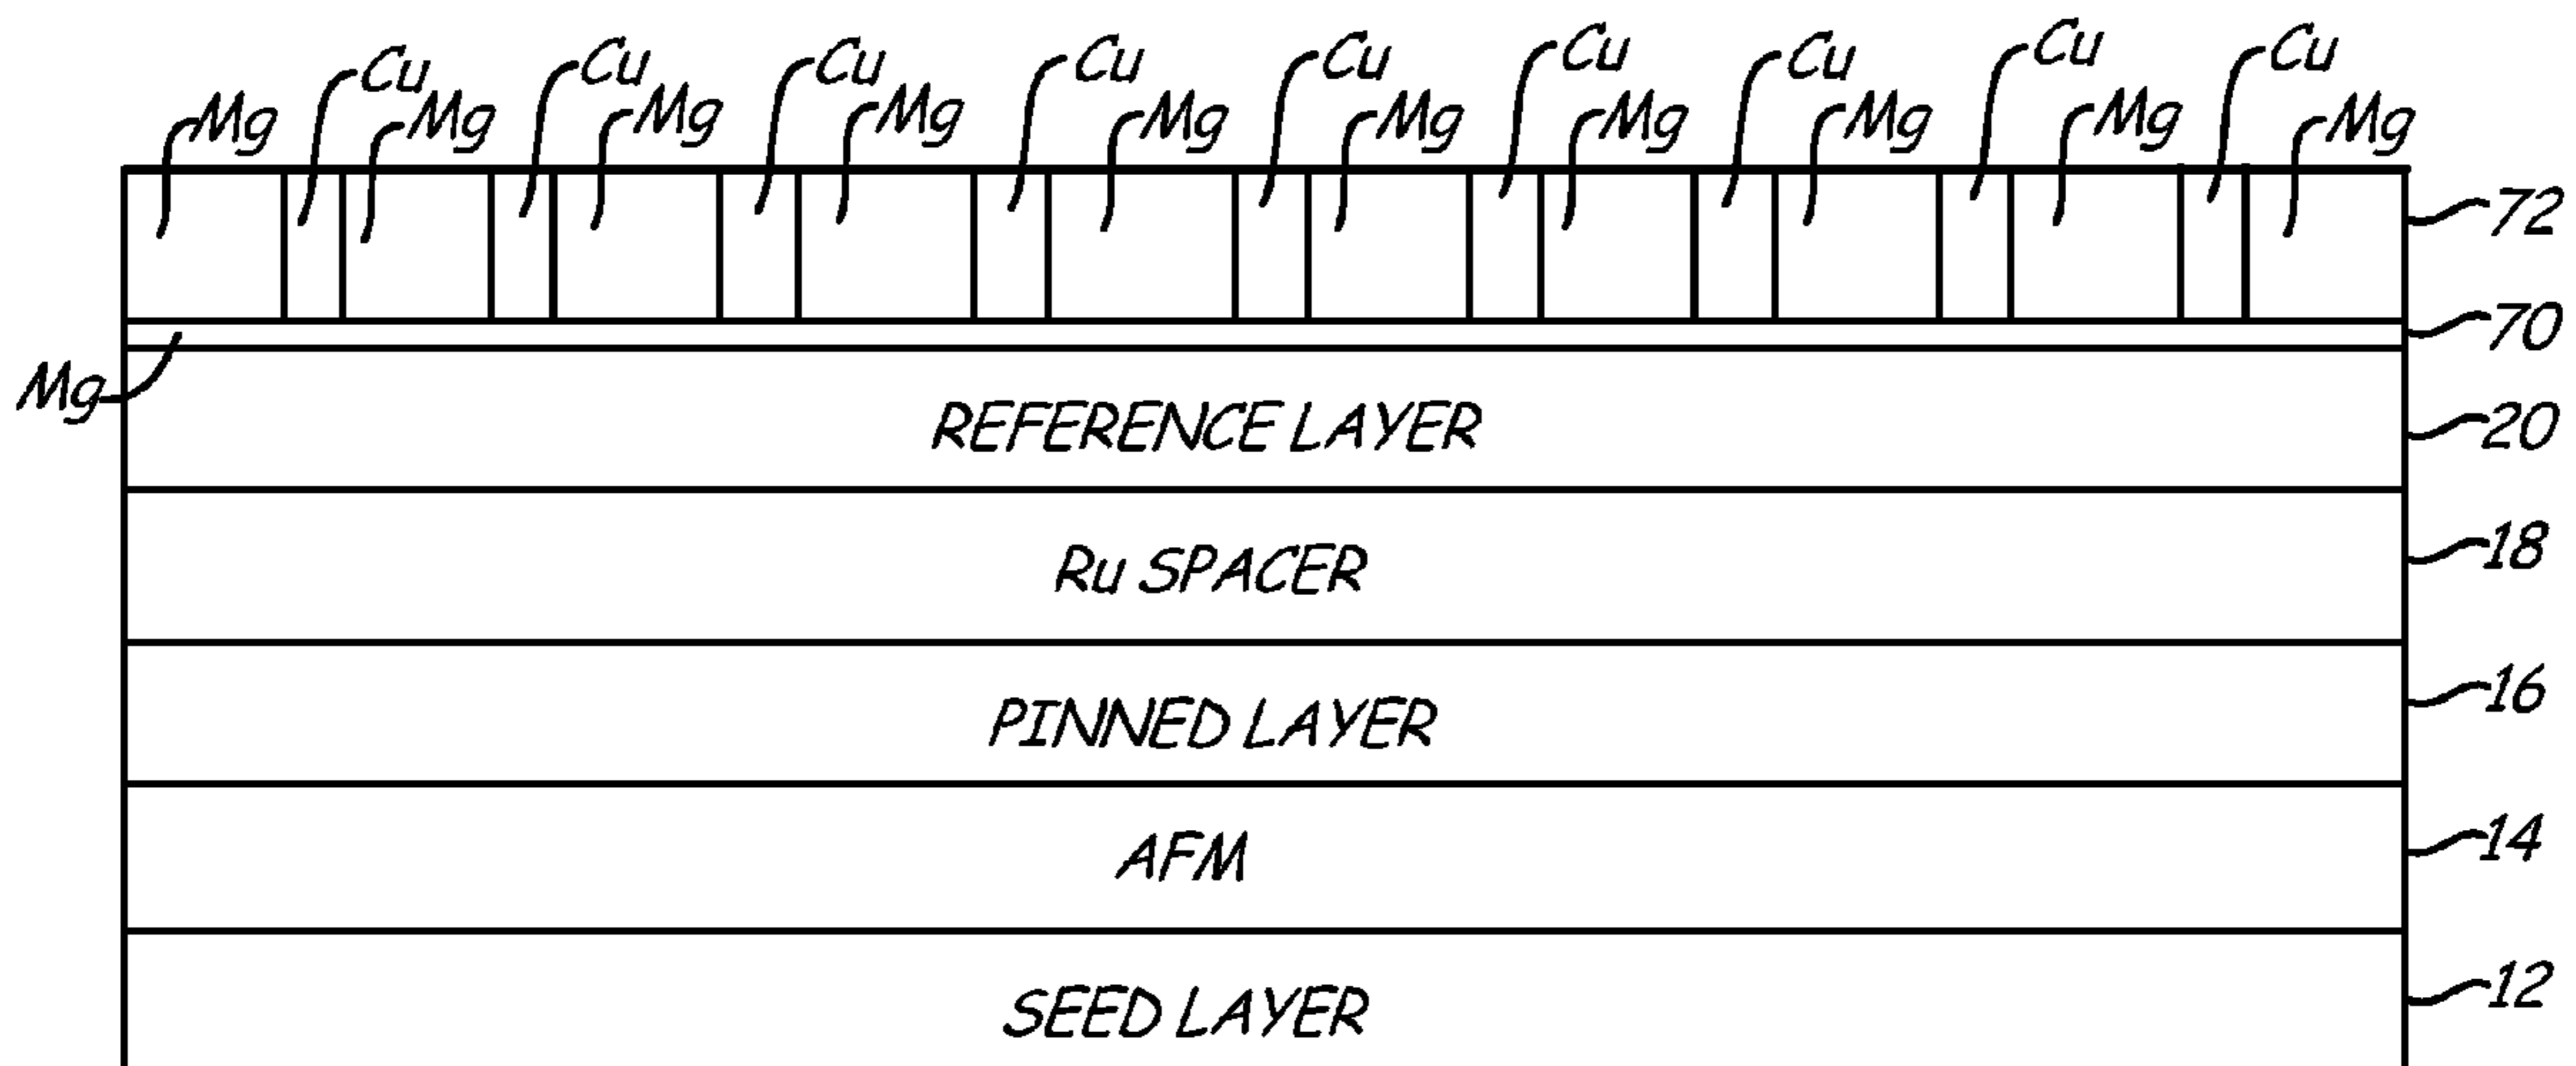 Cu Cu Cu Cu Cu Cu Cu Cu Cu
Mg Mg Mg Mg Mg Mg Mg Mg Mg Mg
72
70
Mg
REFERENCE LAYER 20
Ru SPACER 18
PINNED LAYER 16
AFM 14
SEED LAYER 12